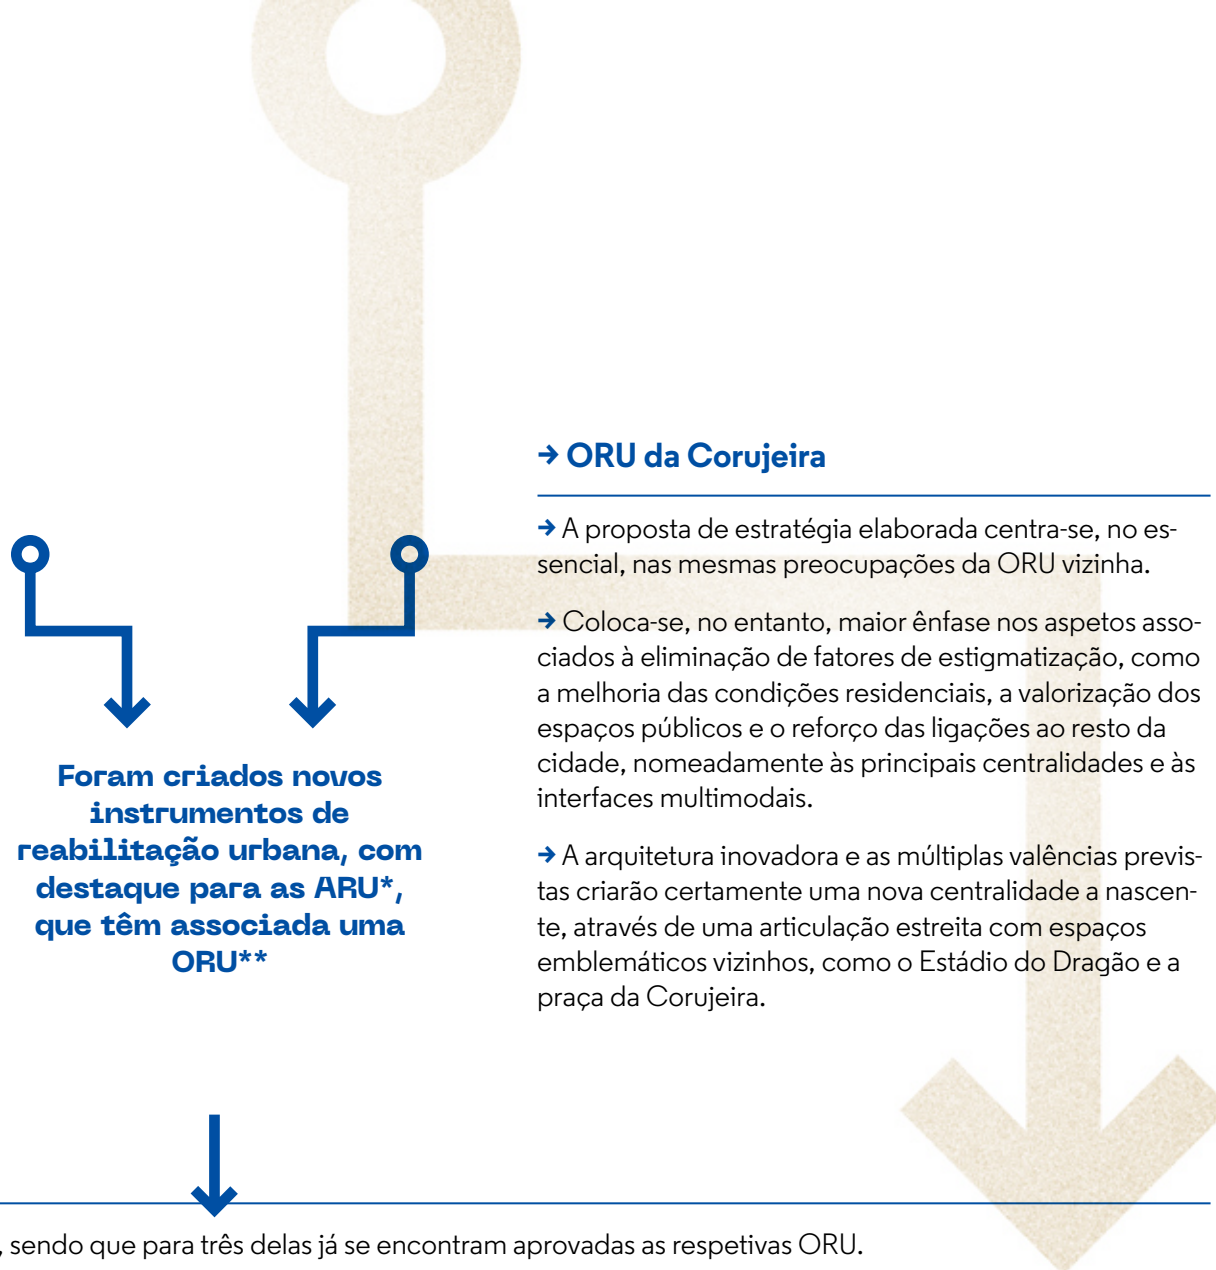 → ORU da Corujeira
→ A proposta de estratégia elaborada centra-se, no es-
sencial, nas mesmas preocupações da ORU vizinha.
→ Coloca-se, no entanto, maior ênfase nos aspetos asso-
ciados à eliminação de fatores de estigmatização, como
a melhoria das condições residenciais, a valorização dos
espaços públicos e o reforço das ligações ao resto da
cidade, nomeadamente às principais centralidades e às
interfaces multimodais.
→ A arquitetura inovadora e as múltiplas valências previs-
tas criarão certamente uma nova centralidade a nascen-
te, através de uma articulação estreita com espaços
emblemáticos vizinhos, como o Estádio do Dragão e a
praça da Corujeira.
Foram criados novos
instrumentos de
reabilitação urbana, com
destaque para as ARU*,
que têm associada uma
ORU**
, sendo que para três delas já se encontram aprovadas as respetivas ORU.